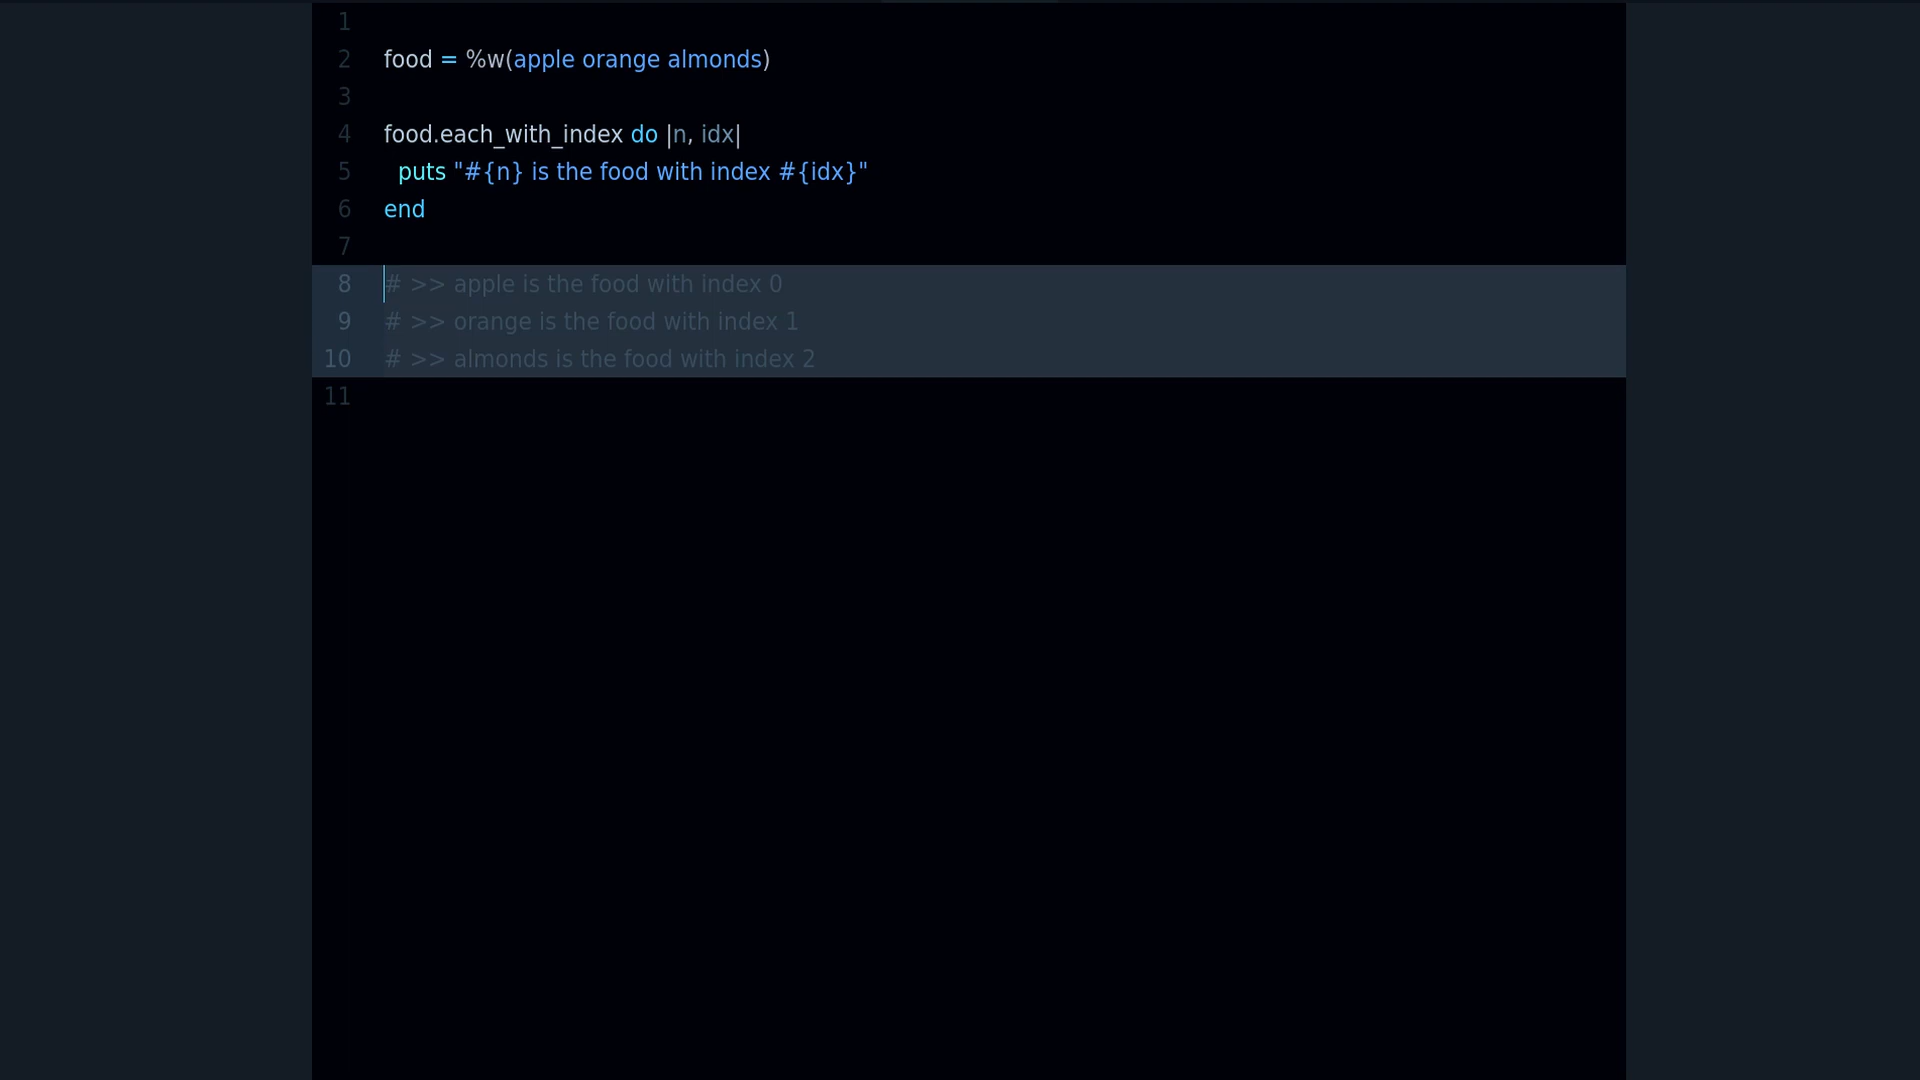 1
2 food = %w(apple orange almonds)
3
4 food.each_with_index do |n, idx|
5   puts "#{n} is the food with index #{idx}"
6 end
7
8 # >> apple is the food with index 0
9 # >> orange is the food with index 1
10 # >> almonds is the food with index 2
11